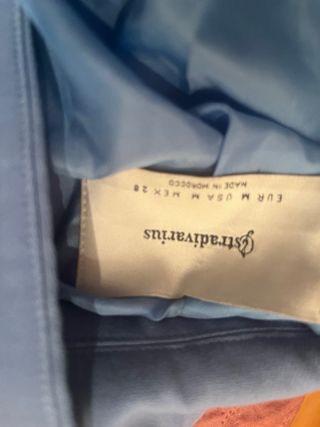 Stradivarius
EUR M USA M MEX 28
MADE IN MOROCCO